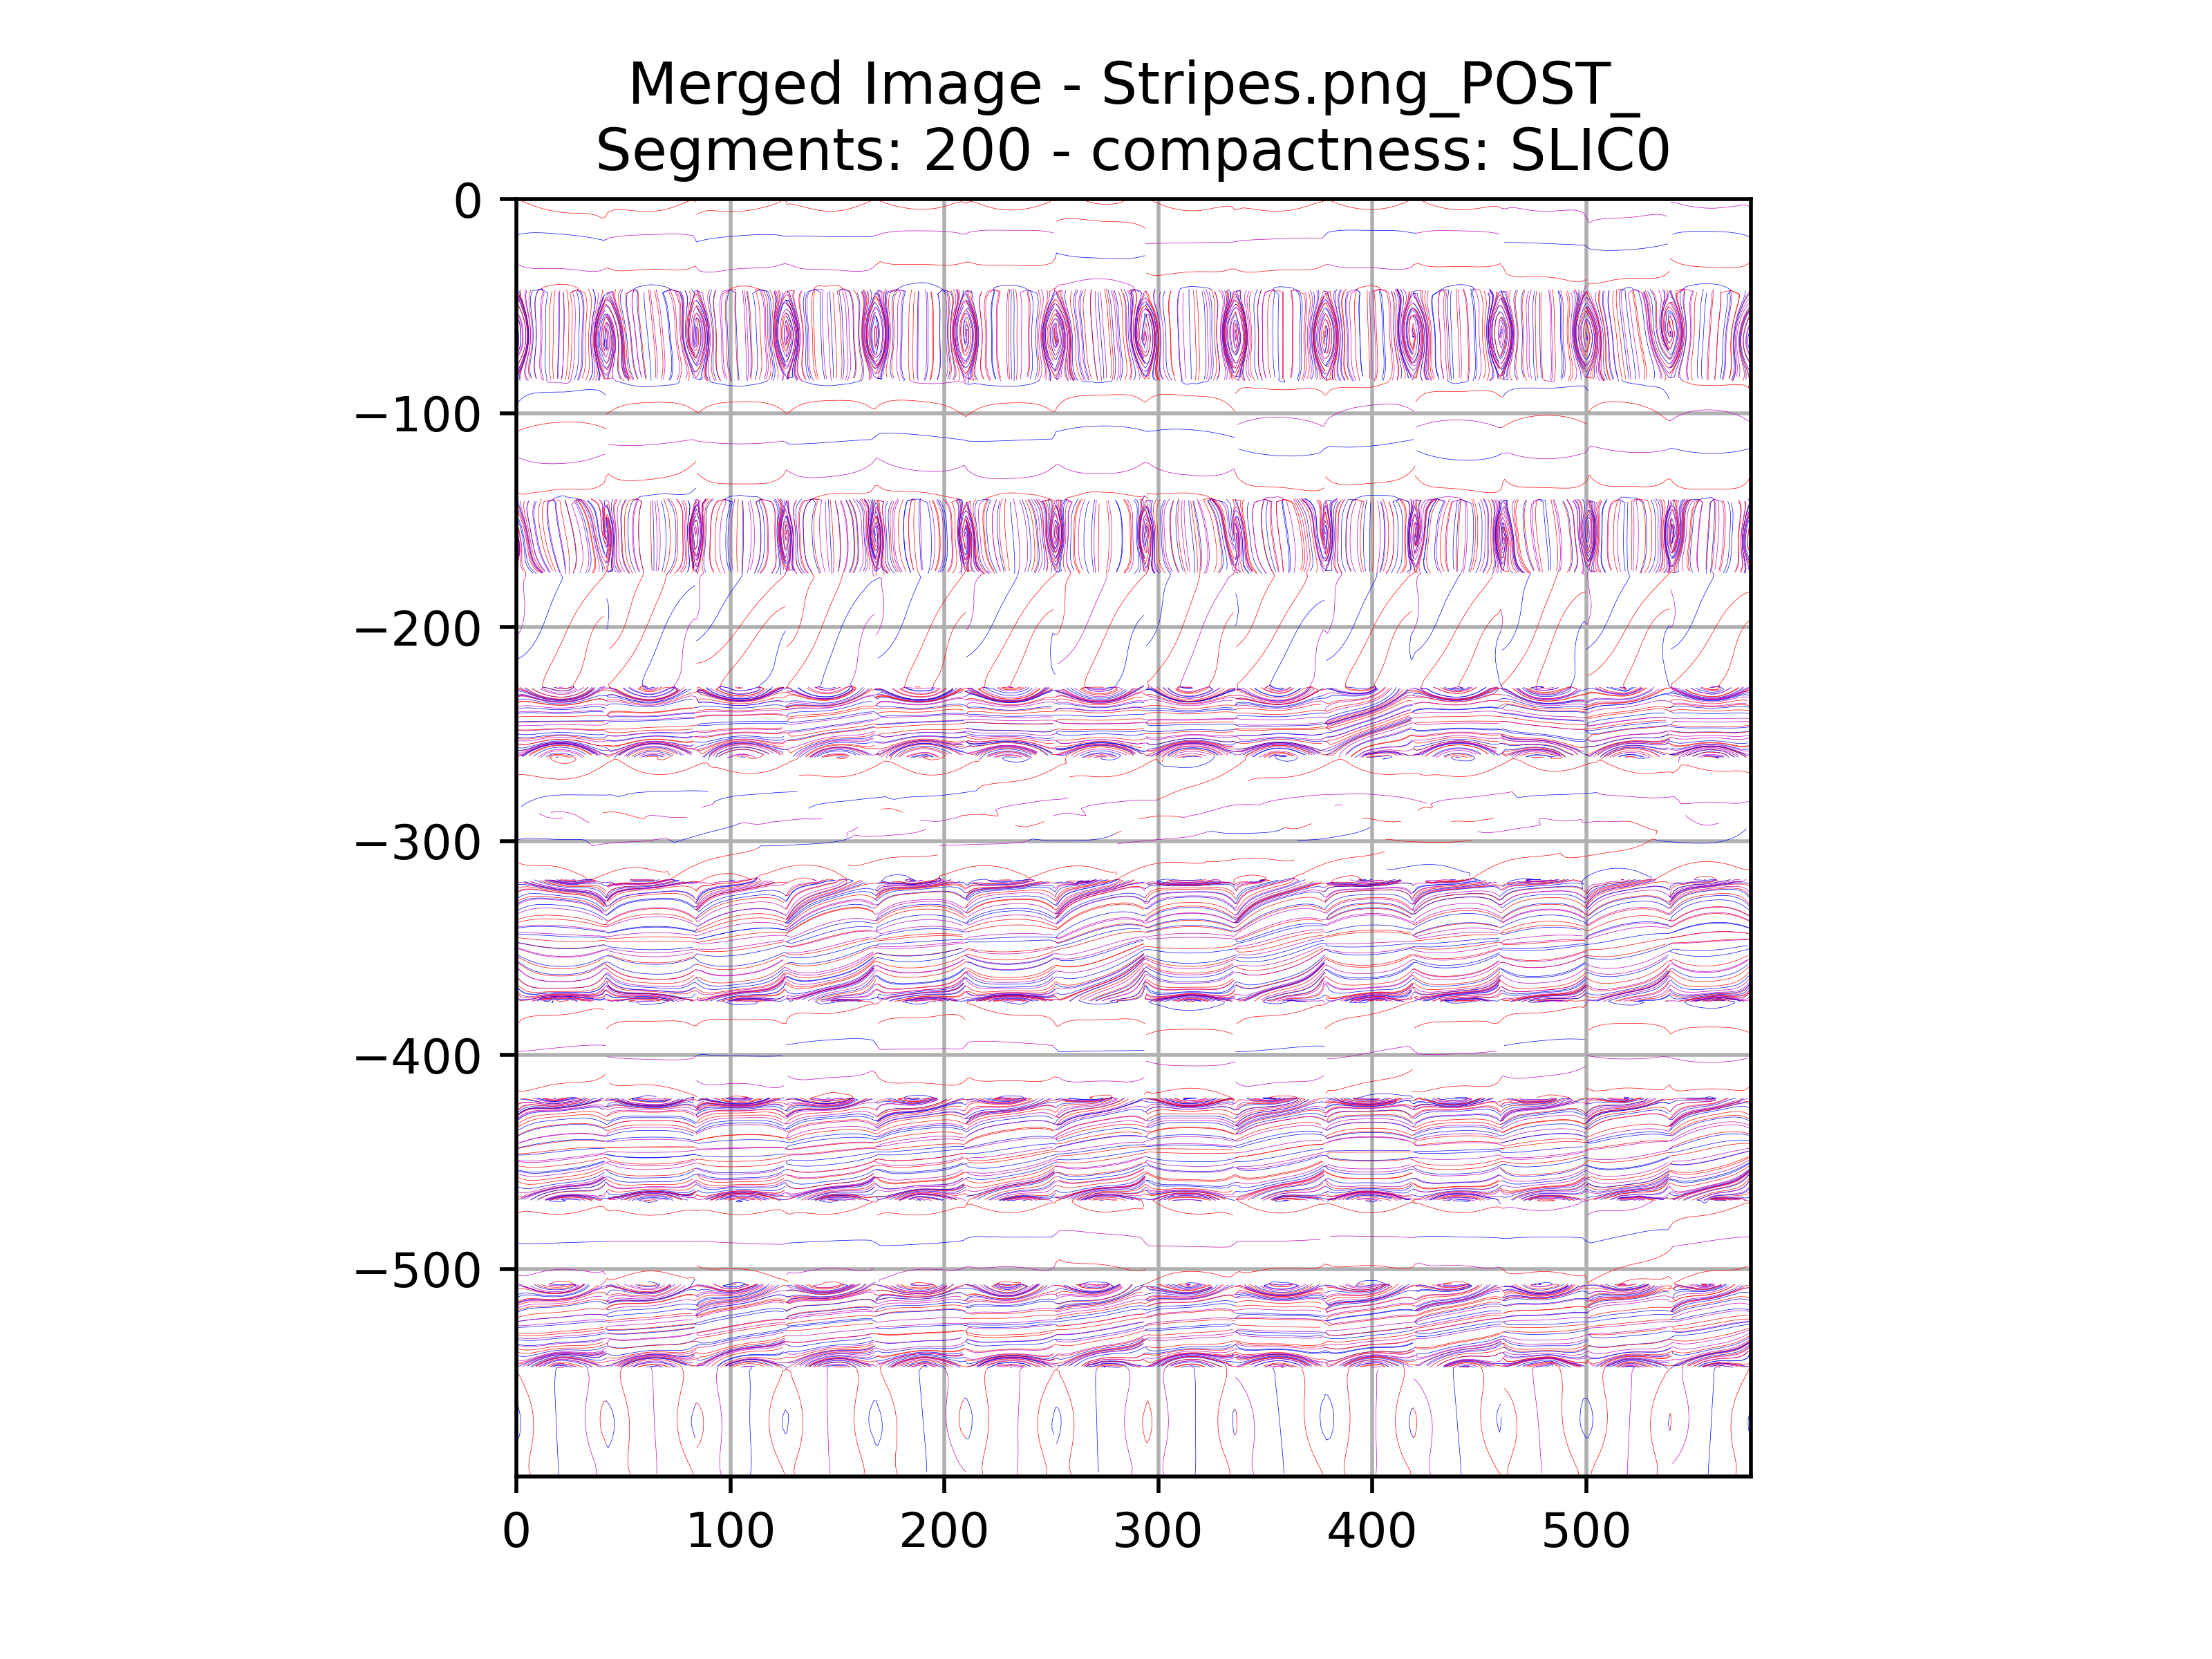 Merged Image - Stripes.png_POST_
Segments: 200 - compactness: SLIC0
0
−100
−200
−300
−400
−500
0 100 200 300 400 500